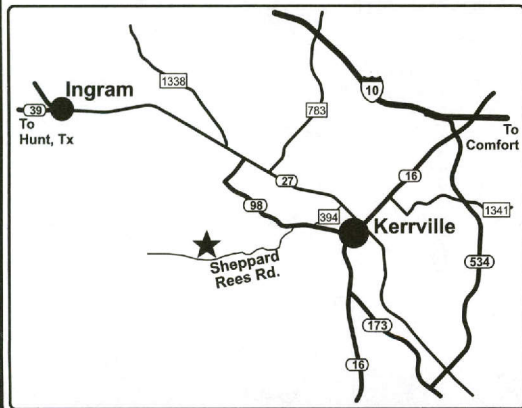 1338
783
10
Ingram
39
To
Hunt, Tx
To
Comfort
27
16
98
394
1341
Kerrville
Sheppard
Rees Rd.
534
173
16